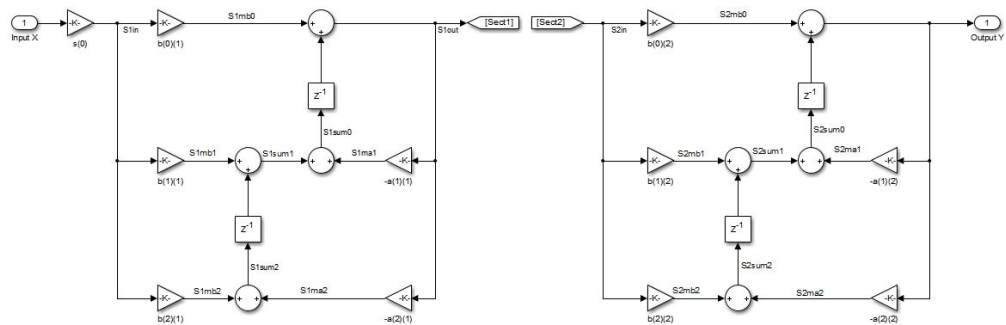 1
Input X
-K-
s(0)
S1in
-K-
b(0)(1)
S1mb0
+
+
S1out
[Sect1]
z-1
S1sum0
-K-
b(1)(1)
S1mb1
+
+
S1sum1
+
+
S1ma1
-K-
-a(1)(1)
z-1
S1sum2
-K-
b(2)(1)
S1mb2
+
+
S1ma2
-K-
-a(2)(1)
[Sect2]
S2in
-K-
b(0)(2)
S2mb0
+
+
1
Output Y
z-1
S2sum0
-K-
b(1)(2)
S2mb1
+
+
S2sum1
+
+
S2ma1
-K-
-a(1)(2)
z-1
S2sum2
-K-
b(2)(2)
S2mb2
+
+
S2ma2
-K-
-a(2)(2)